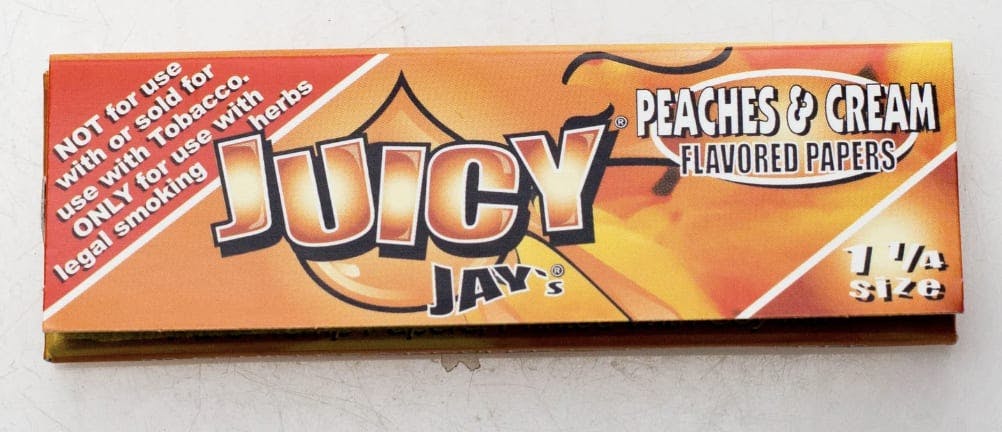 NOT for use
with or sold for
use with Tobacco.
ONLY for use with
legal smoking herbs
JUICY®
JAY's®
PEACHES & CREAM
FLAVORED PAPERS
1 1/4
size